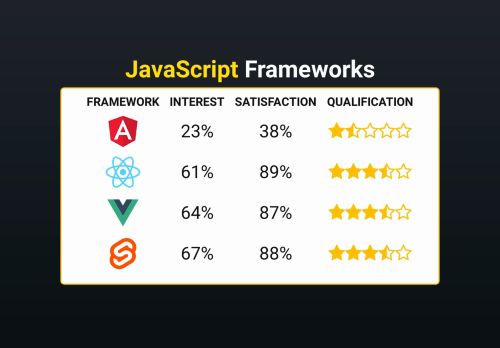 JavaScript Frameworks
FRAMEWORK INTEREST SATISFACTION QUALIFICATION
A 23% 38%
61% 89%
64% 87%
67% 88%